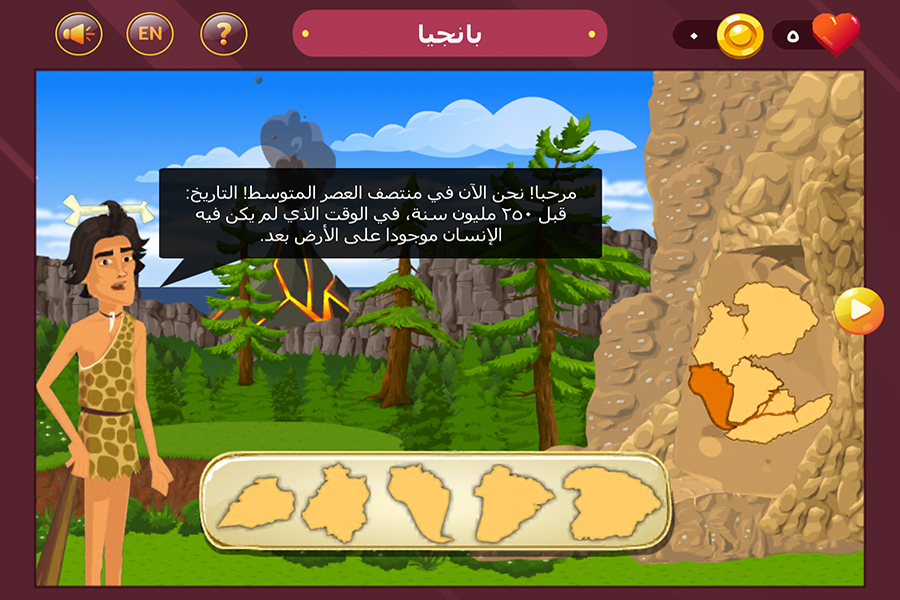 EN
?
بانجيا
٠
٥
مرحبا! نحن الآن في منتصف العصر المتوسط! التاريخ:
قبل ٢٥٠ مليون سنة، في الوقت الذي لم يكن فيه
الإنسان موجودا على الأرض بعد.